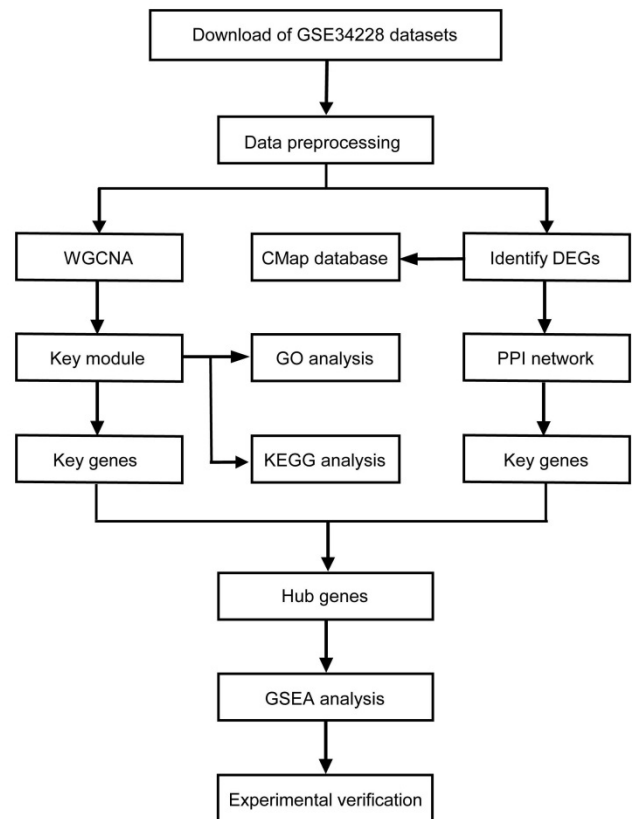 Download of GSE34228 datasets
Data preprocessing
WGCNA
CMap database
Identify DEGs
Key module
GO analysis
PPI network
Key genes
KEGG analysis
Key genes
Hub genes
GSEA analysis
Experimental verification